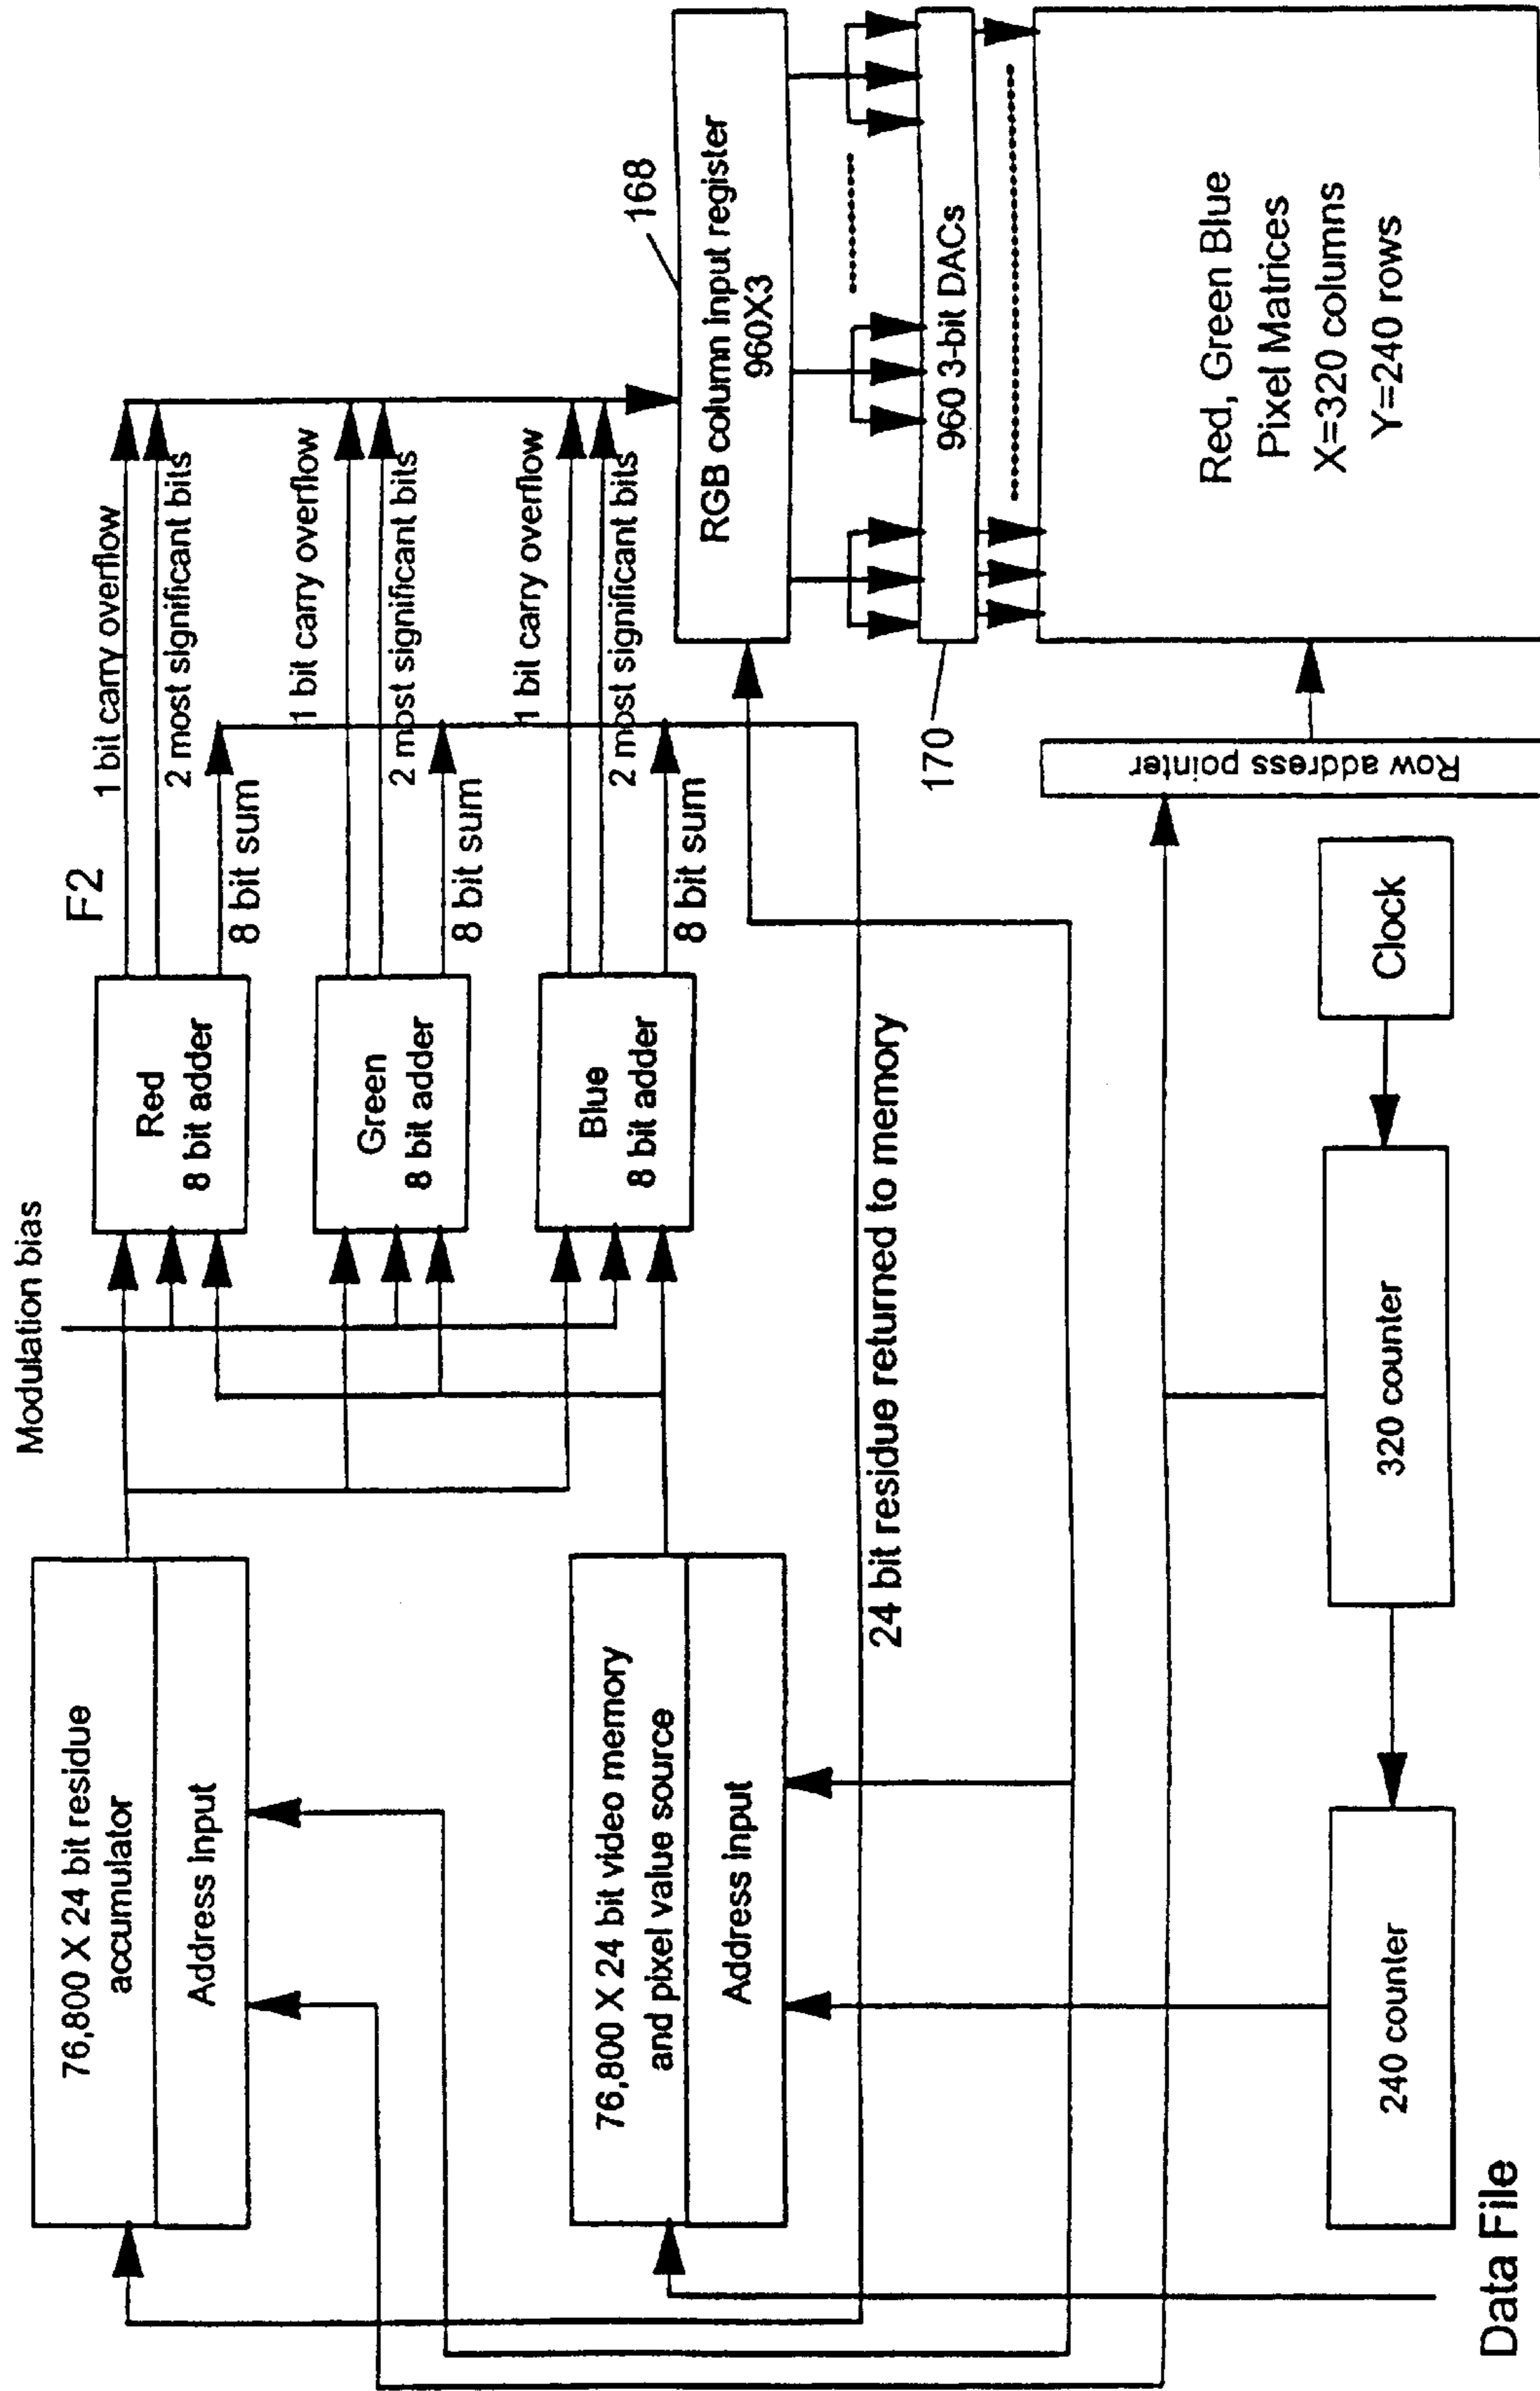 Modulation bias
76,800 X 24 bit residue
accumulator
Address input
Red
8 bit adder
F2
1 bit carry overflow
2 most significant bits
8 bit sum
Green
8 bit adder
1 bit carry overflow
2 most significant bits
8 bit sum
76,800 X 24 bit video memory
and pixel value source
Address input
Blue
8 bit adder
1 bit carry overflow
2 most significant bits
8 bit sum
168
RGB column input register
960X3
24 bit residue returned to memory
960 3-bit DACs
170
Row address pointer
Red, Green Blue
Pixel Matrices
X=320 columns
Y=240 rows
240 counter
320 counter
Clock
Data File